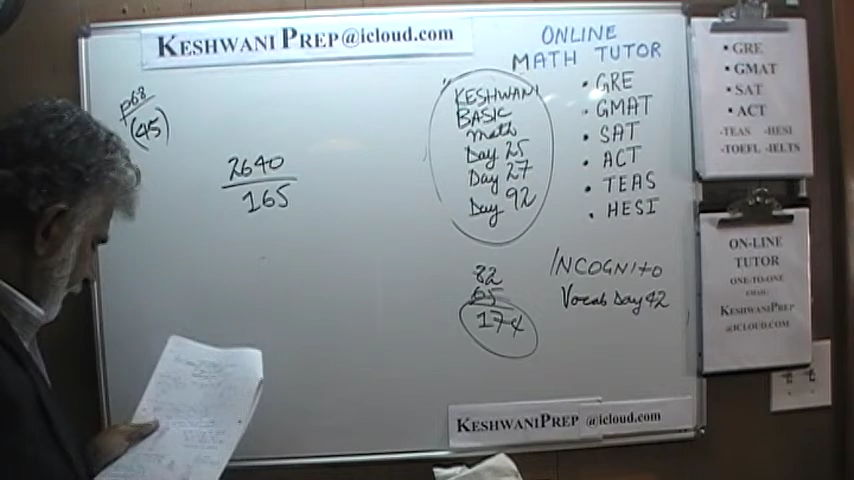 KESHWANI PREP@icloud.com
p68
(45)
2640
165
KESHWANI
BASIC
Math
Day 25
Day 27
Day 92
ONLINE
MATH TUTOR
• GRE
• GMAT
• SAT
• ACT
• TEAS
• HESI
82
65
174
INCOGNITO
Vocab Day 42
KESHWANIPREP @icloud.com
• GRE
• GMAT
• SAT
• ACT
-TEAS -HESI
-TOEFL -IELTS
ON-LINE
TUTOR
ONE-TO-ONE
EMAIL:
KESHWANIPREP
@ICLOUD.COM